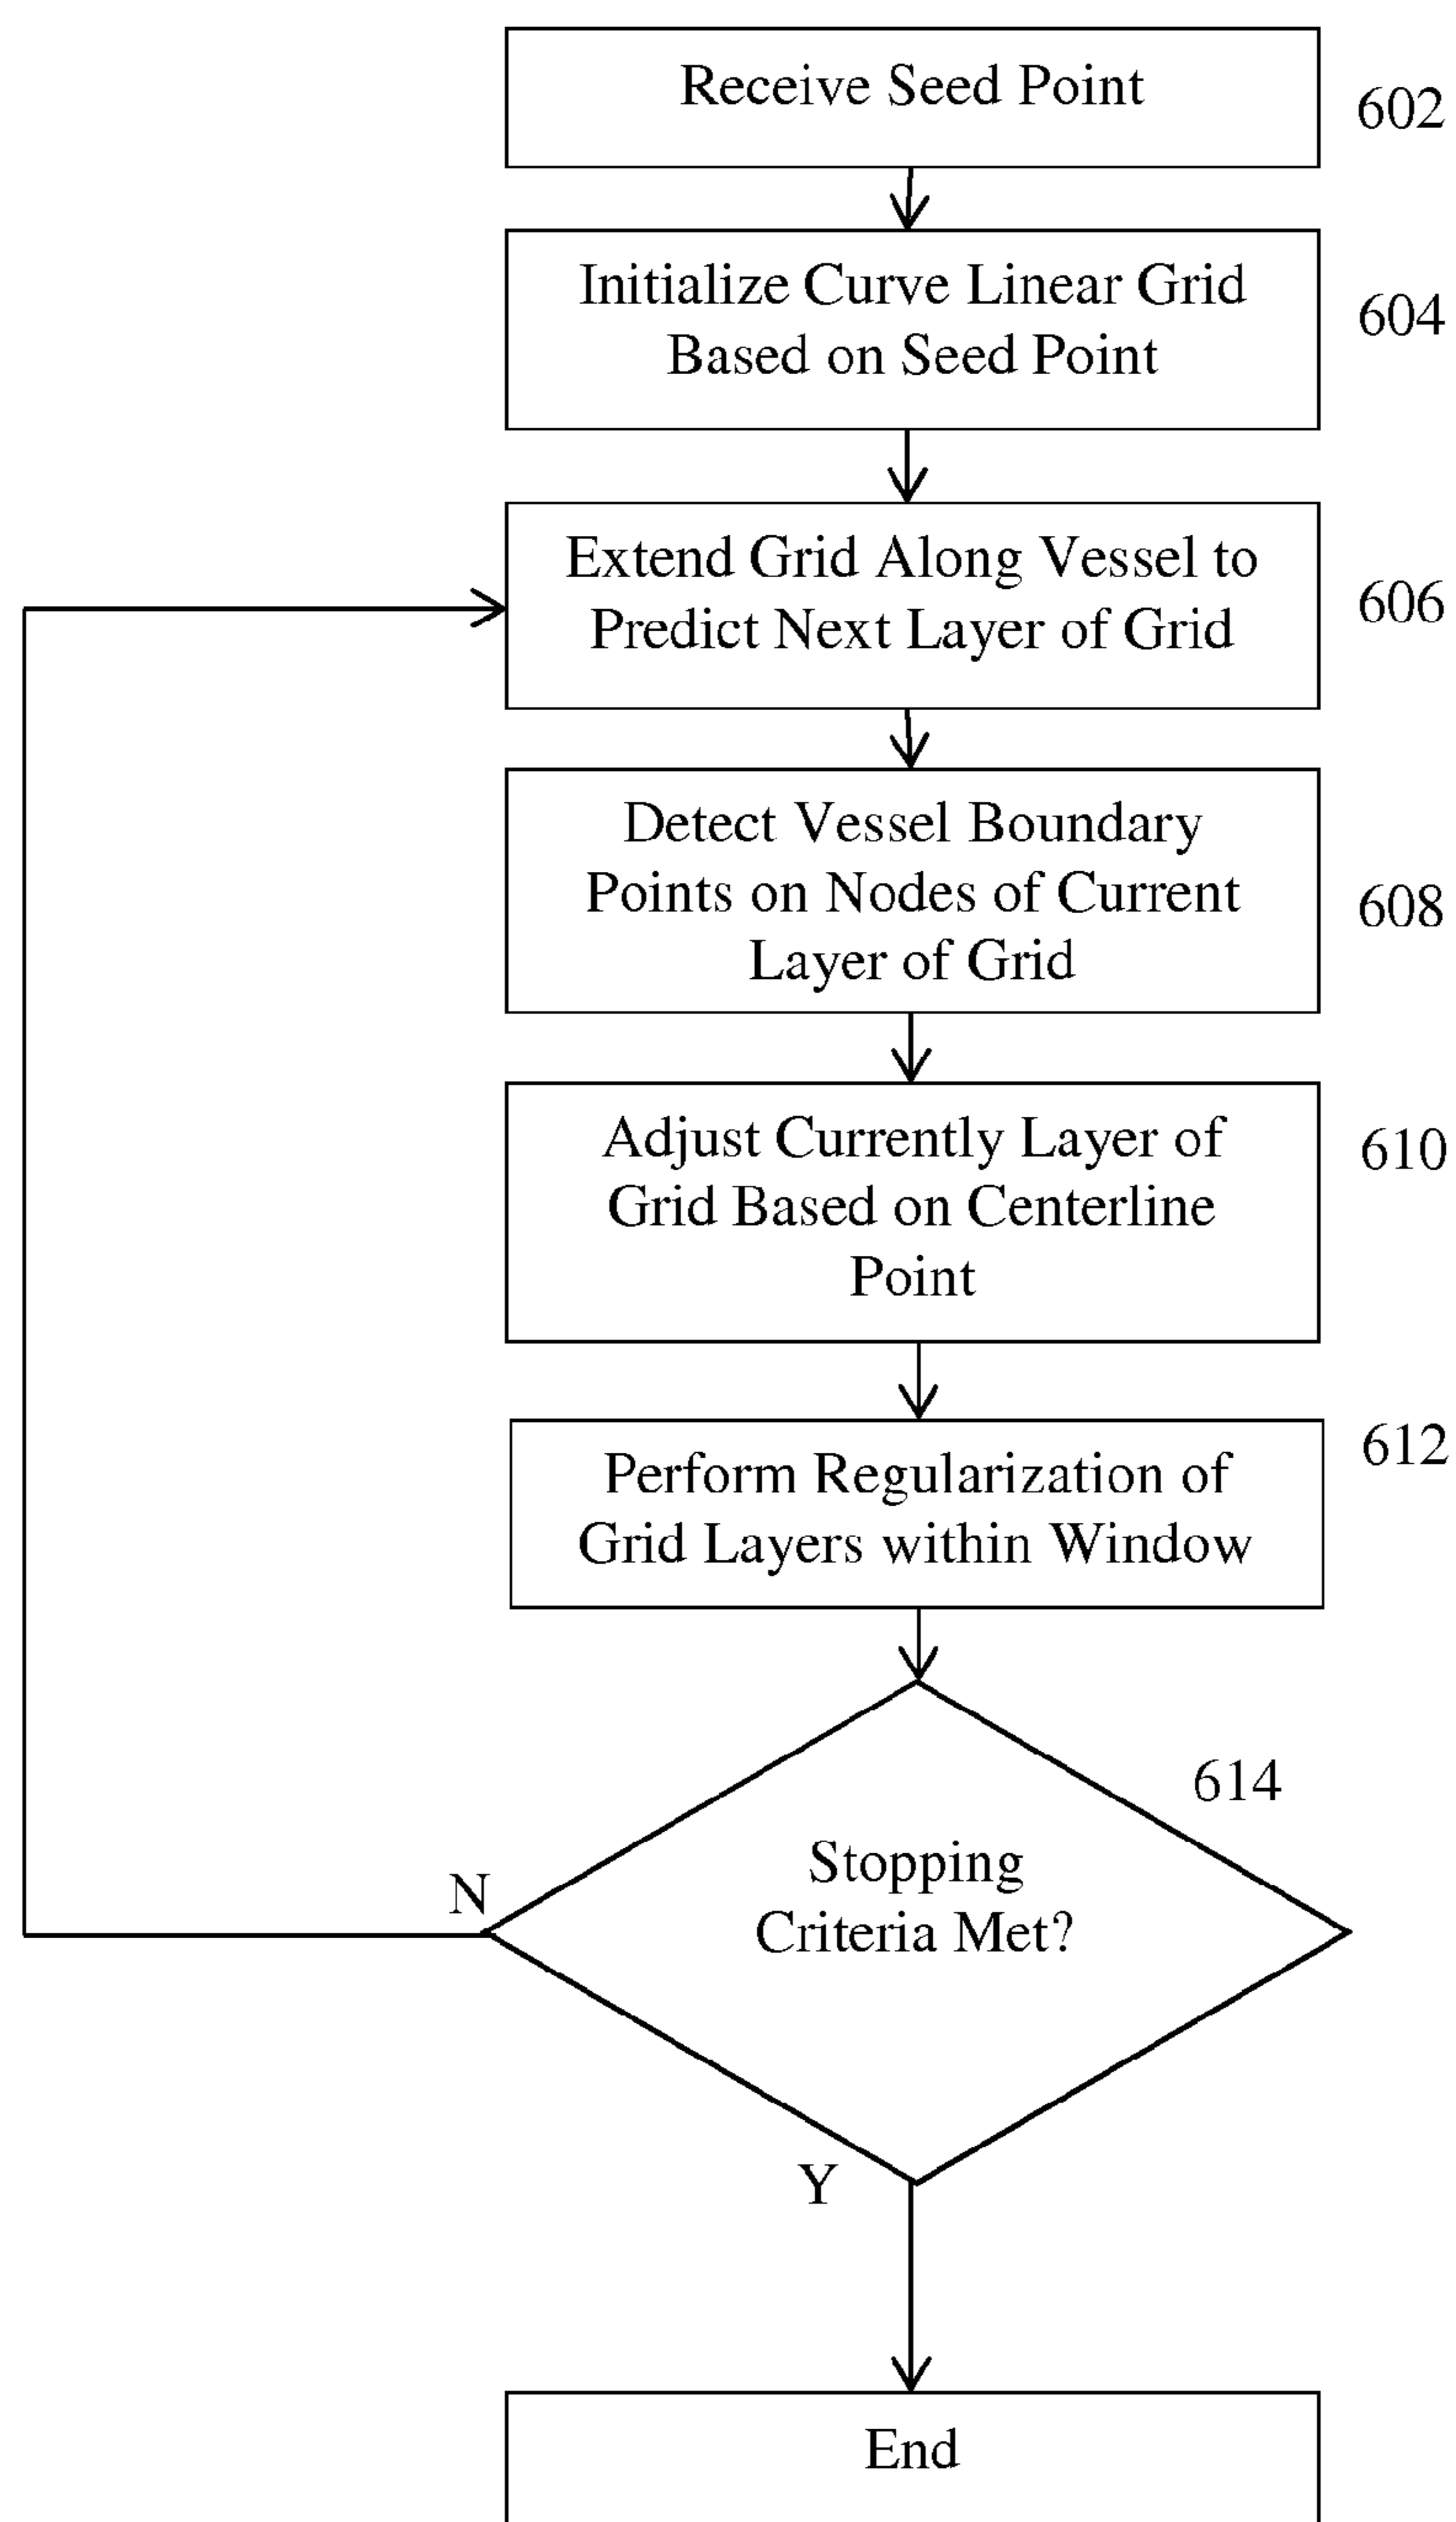 Receive Seed Point
602
Initialize Curve Linear Grid
Based on Seed Point
604
Extend Grid Along Vessel to
Predict Next Layer of Grid
606
Detect Vessel Boundary
Points on Nodes of Current
Layer of Grid
608
Adjust Currently Layer of
Grid Based on Centerline
Point
610
Perform Regularization of
Grid Layers within Window
612
614
Stopping
Criteria Met?
N
Y
End